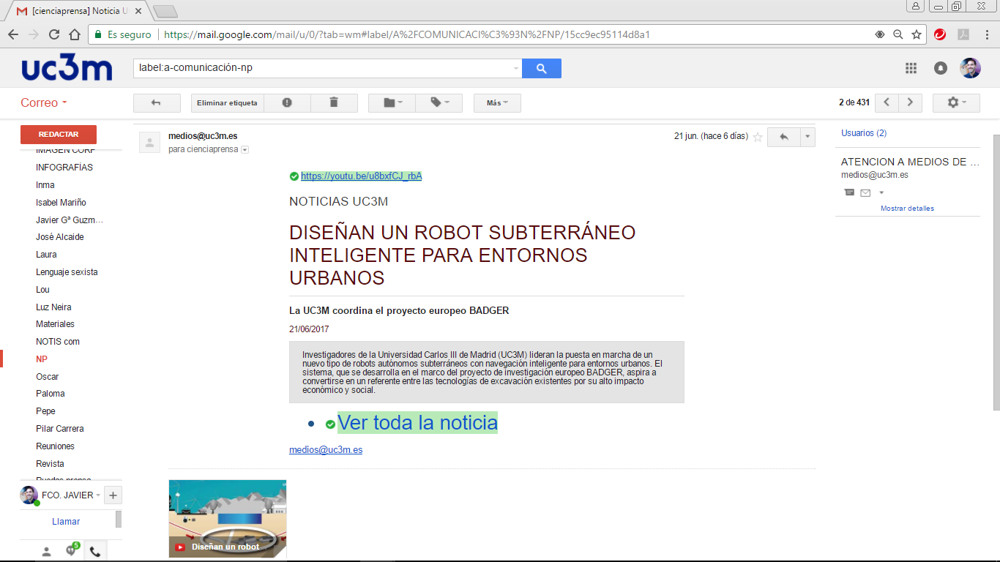 [cienciaprensa] Noticia U
Es seguro
https://mail.google.com/mail/u/0/?tab=wm#label/A%2FCOMUNICACI%C3%93N%2FNP/15cc9ec95114d8a1
uc3m
label:a-comunicación-np
Correo
Eliminar etiqueta
Más
2 de 431
REDACTAR
IMAGEN CORP
INFOGRAFÍAS
Inma
Isabel Mariño
Javier Gª Guzm…
José Alcaide
Laura
Lenguaje sexista
Lou
Luz Neira
Materiales
NOTIS com
NP
Oscar
Paloma
Pepe
Pilar Carrera
Reuniones
Revista
Ruedas prensa
FCO. JAVIER
Llamar
5
medios@uc3m.es
para cienciaprensa
21 jun. (hace 6 días)
https://youtu.be/u8bxfCJ_rbA
NOTICIAS UC3M
DISEÑAN UN ROBOT SUBTERRÁNEO
INTELIGENTE PARA ENTORNOS
URBANOS
La UC3M coordina el proyecto europeo BADGER
21/06/2017
Investigadores de la Universidad Carlos III de Madrid (UC3M) lideran la puesta en marcha de un
nuevo tipo de robots autónomos subterráneos con navegación inteligente para entornos urbanos. El
sistema, que se desarrolla en el marco del proyecto de investigación europeo BADGER, aspira a
convertirse en un referente entre las tecnologías de excavación existentes por su alto impacto
económico y social.
Ver toda la noticia
medios@uc3m.es
Diseñan un robot
Usuarios (2)
ATENCION A MEDIOS DE ...
medios@uc3m.es
Mostrar detalles